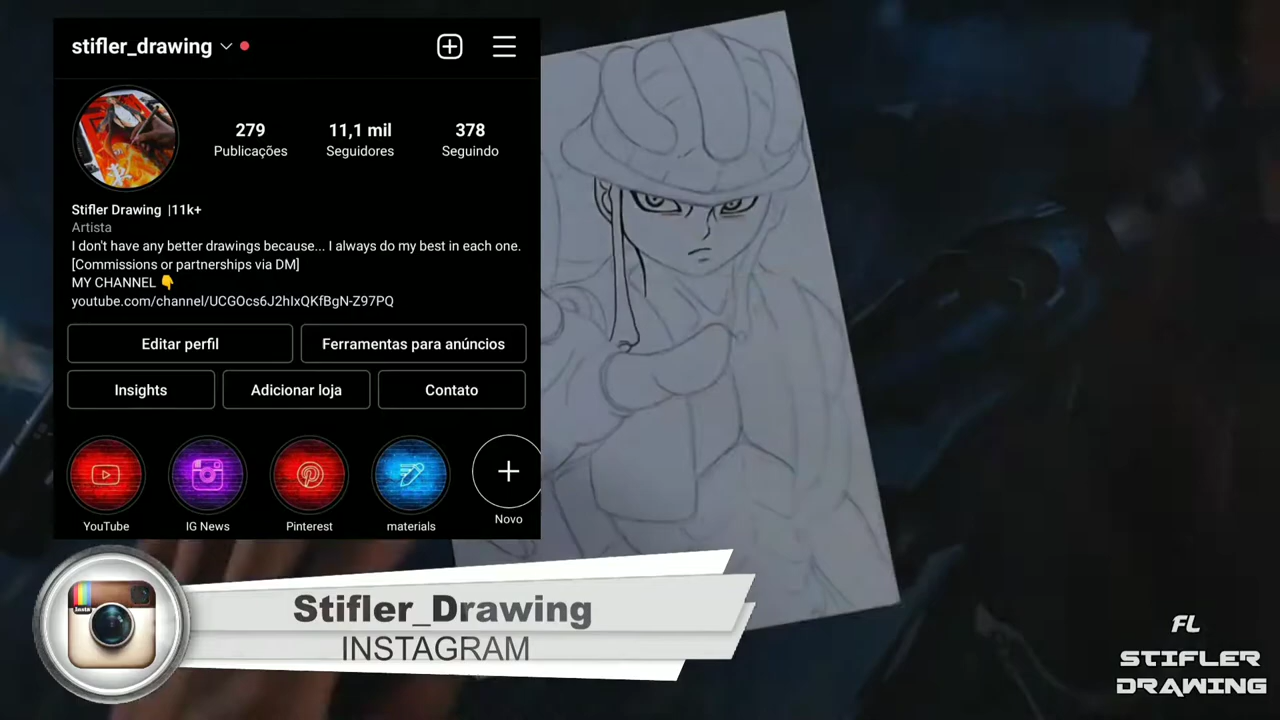 stifler_drawing
279
11,1 mil
378
Publicações
Seguidores
Seguindo
Stifler Drawing |11k+
Artista
I don't have any better drawings because... I always do my best in each one.
[Commissions or partnerships via DM]
MY CHANNEL 👇
youtube.com/channel/UCGOcs6J2hIxQKfBgN-Z97PQ
Editar perfil
Ferramentas para anúncios
Insights
Adicionar loja
Contato
YouTube
IG News
Pinterest
materials
Novo
Insta
Stifler_Drawing
INSTAGRAM
FL
STIFLER
DRAWING